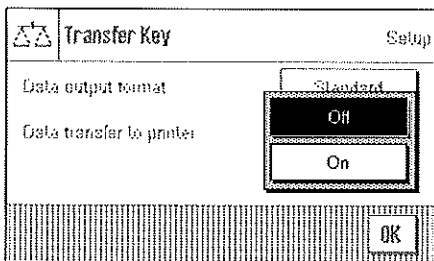 Transfer Key Setup
Data output format Standard
Off
Data transfer to printer
On
OK